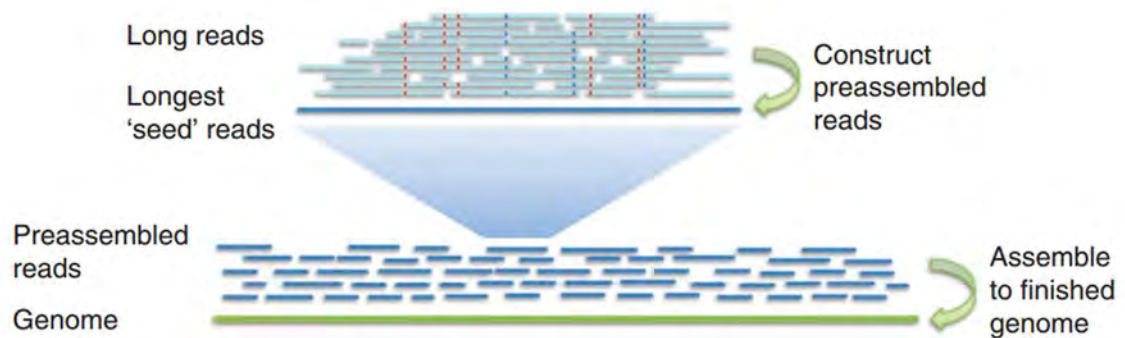 Long reads
Longest
‘seed’ reads
Construct
preassembled
reads
Preassembled
reads
Genome
Assemble
to finished
genome